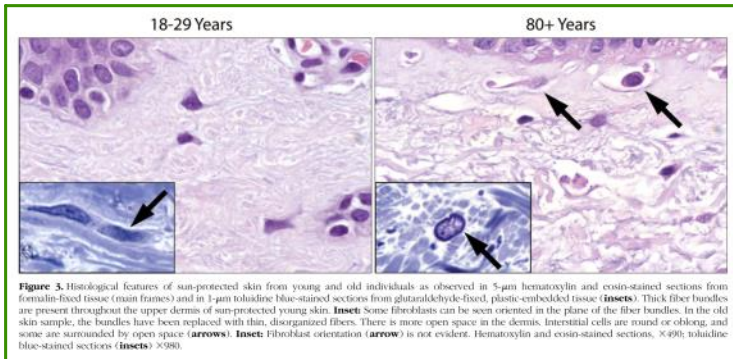 18-29 Years
80+ Years
Figure 3. Histological features of sun-protected skin from young and old individuals as observed in 5-μm hematoxylin and eosin-stained sections from
formalin-fixed tissue (main frames) and in 1-μm toluidine blue-stained sections from glutaraldehyde-fixed, plastic-embedded tissue (insets). Thick fiber bundles
are present throughout the upper dermis of sun-protected young skin. Inset: Some fibroblasts can be seen oriented in the plane of the fiber bundles. In the old
skin sample, the bundles have been replaced with thin, disorganized fibers. There is more open space in the dermis. Interstitial cells are round or oblong, and
some are surrounded by open space (arrows). Inset: Fibroblast orientation (arrow) is not evident. Hematoxylin and eosin-stained sections, ×490; toluidine
blue-stained sections (insets) ×980.